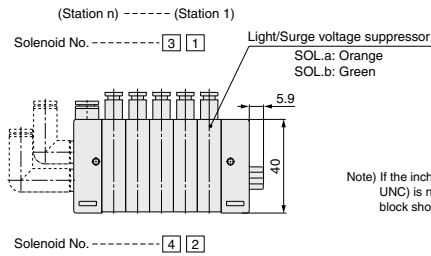 (Station n) ------ (Station 1)
Solenoid No. --------- 3 1
Light/Surge voltage suppressor
SOL.a: Orange
SOL.b: Green
5.9
40
Note) If the inch
UNC) is n
block sho
Solenoid No. --------- 4 2